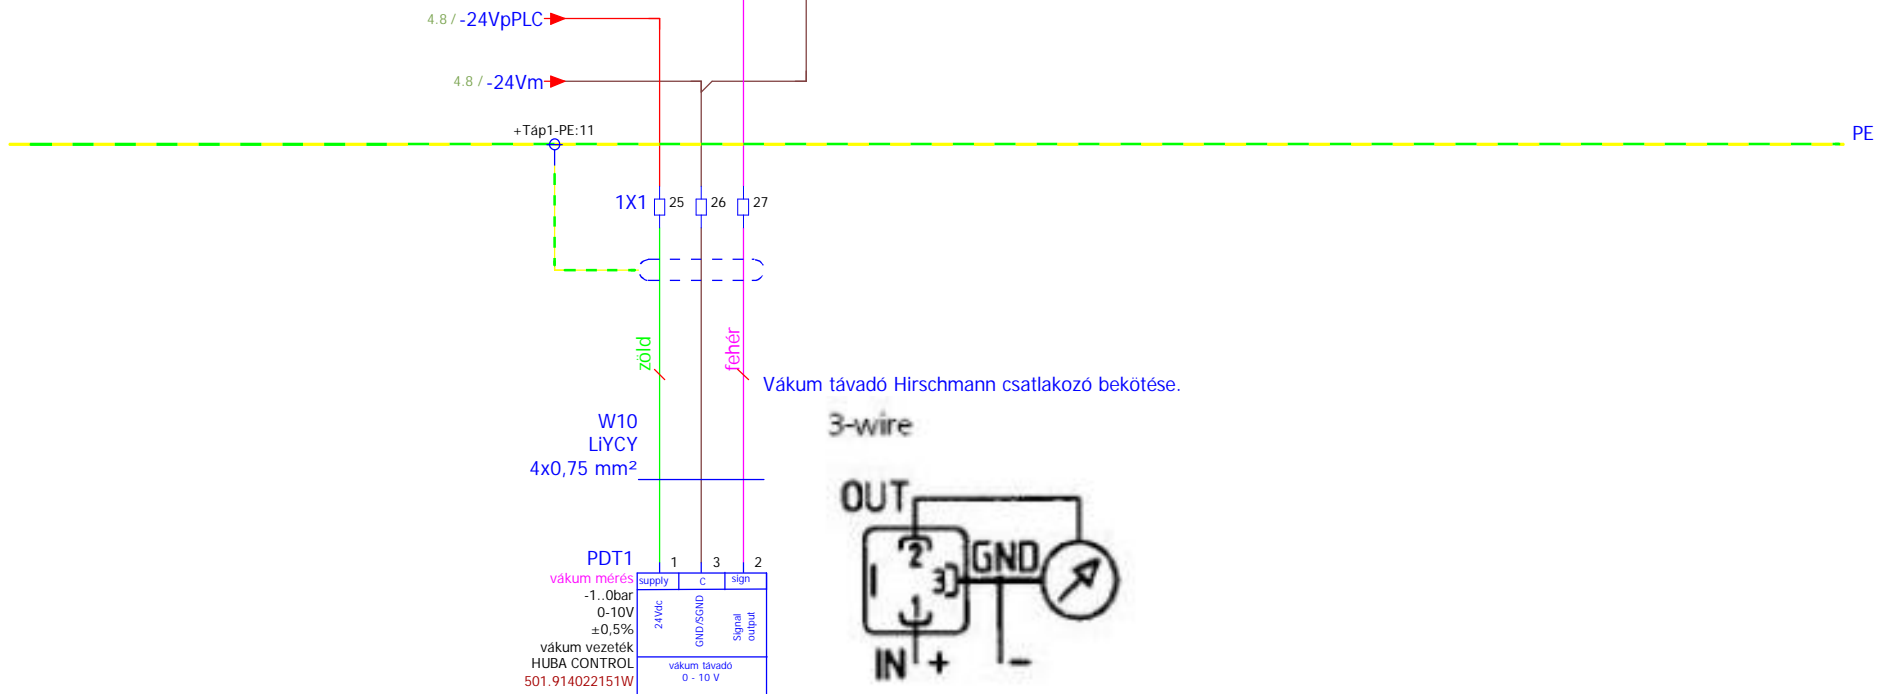 4.8 / -24VpPLC
4.8 / -24Vm
+Táp1-PE:11
PE
1X1 25 26 27
zöld
fehér
Vákum távadó Hirschmann csatlakozó bekötése.
W10
LiYCY
4x0,75 mm²
3-wire
OUT
2
GND
3
1
IN + -
PDT1 1 3 2
vákum mérés supply C sign
-1..0bar
0-10V
±0,5%
vákum vezeték
HUBA CONTROL
501.914022151W
24Vdc
GND/SGND
Signal
output
vákum távadó
0 - 10 V